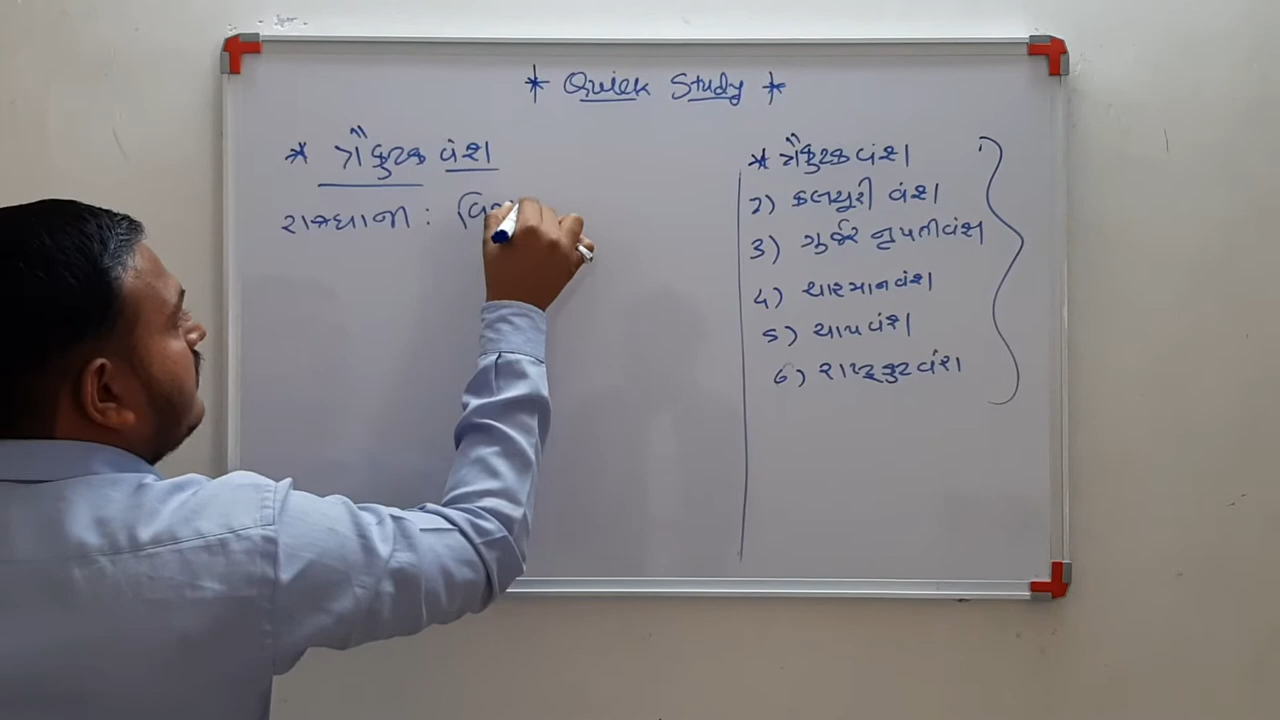 * Quick Study *
* ત્રૈકુટક વંશ
રાજધાની :
* ત્રૈકુટક વંશ
2) કલચુરી વંશ
3) ગુર્જર નુપતીવંશ
4) ચાહમાનવંશ
5) ચાપવંશ
6) રાષ્ટ્રકુટવંશ